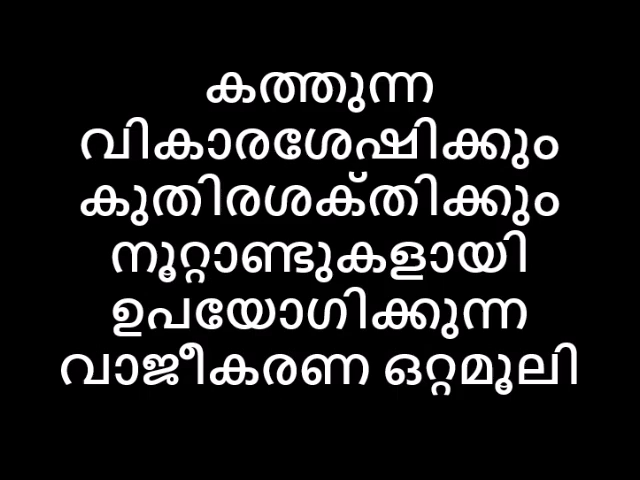 കത്തുന്ന
വികാരശേഷിക്കും
കുതിരശക്തിക്കും
നൂറ്റാണ്ടുകളായി
ഉപയോഗിക്കുന്ന
വാജീകരണ ഒറ്റമൂലി